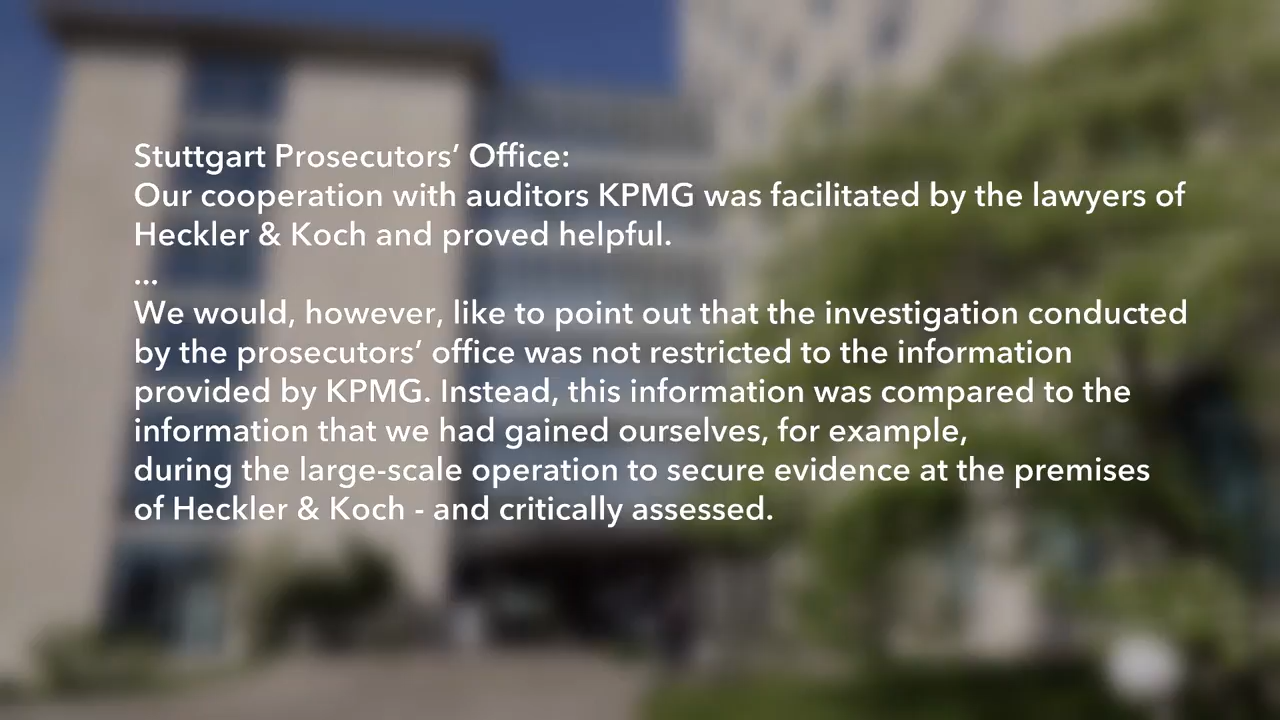 Stuttgart Prosecutors’ Office:
Our cooperation with auditors KPMG was facilitated by the lawyers of
Heckler & Koch and proved helpful.
...
We would, however, like to point out that the investigation conducted
by the prosecutors’ office was not restricted to the information
provided by KPMG. Instead, this information was compared to the
information that we had gained ourselves, for example,
during the large-scale operation to secure evidence at the premises
of Heckler & Koch - and critically assessed.